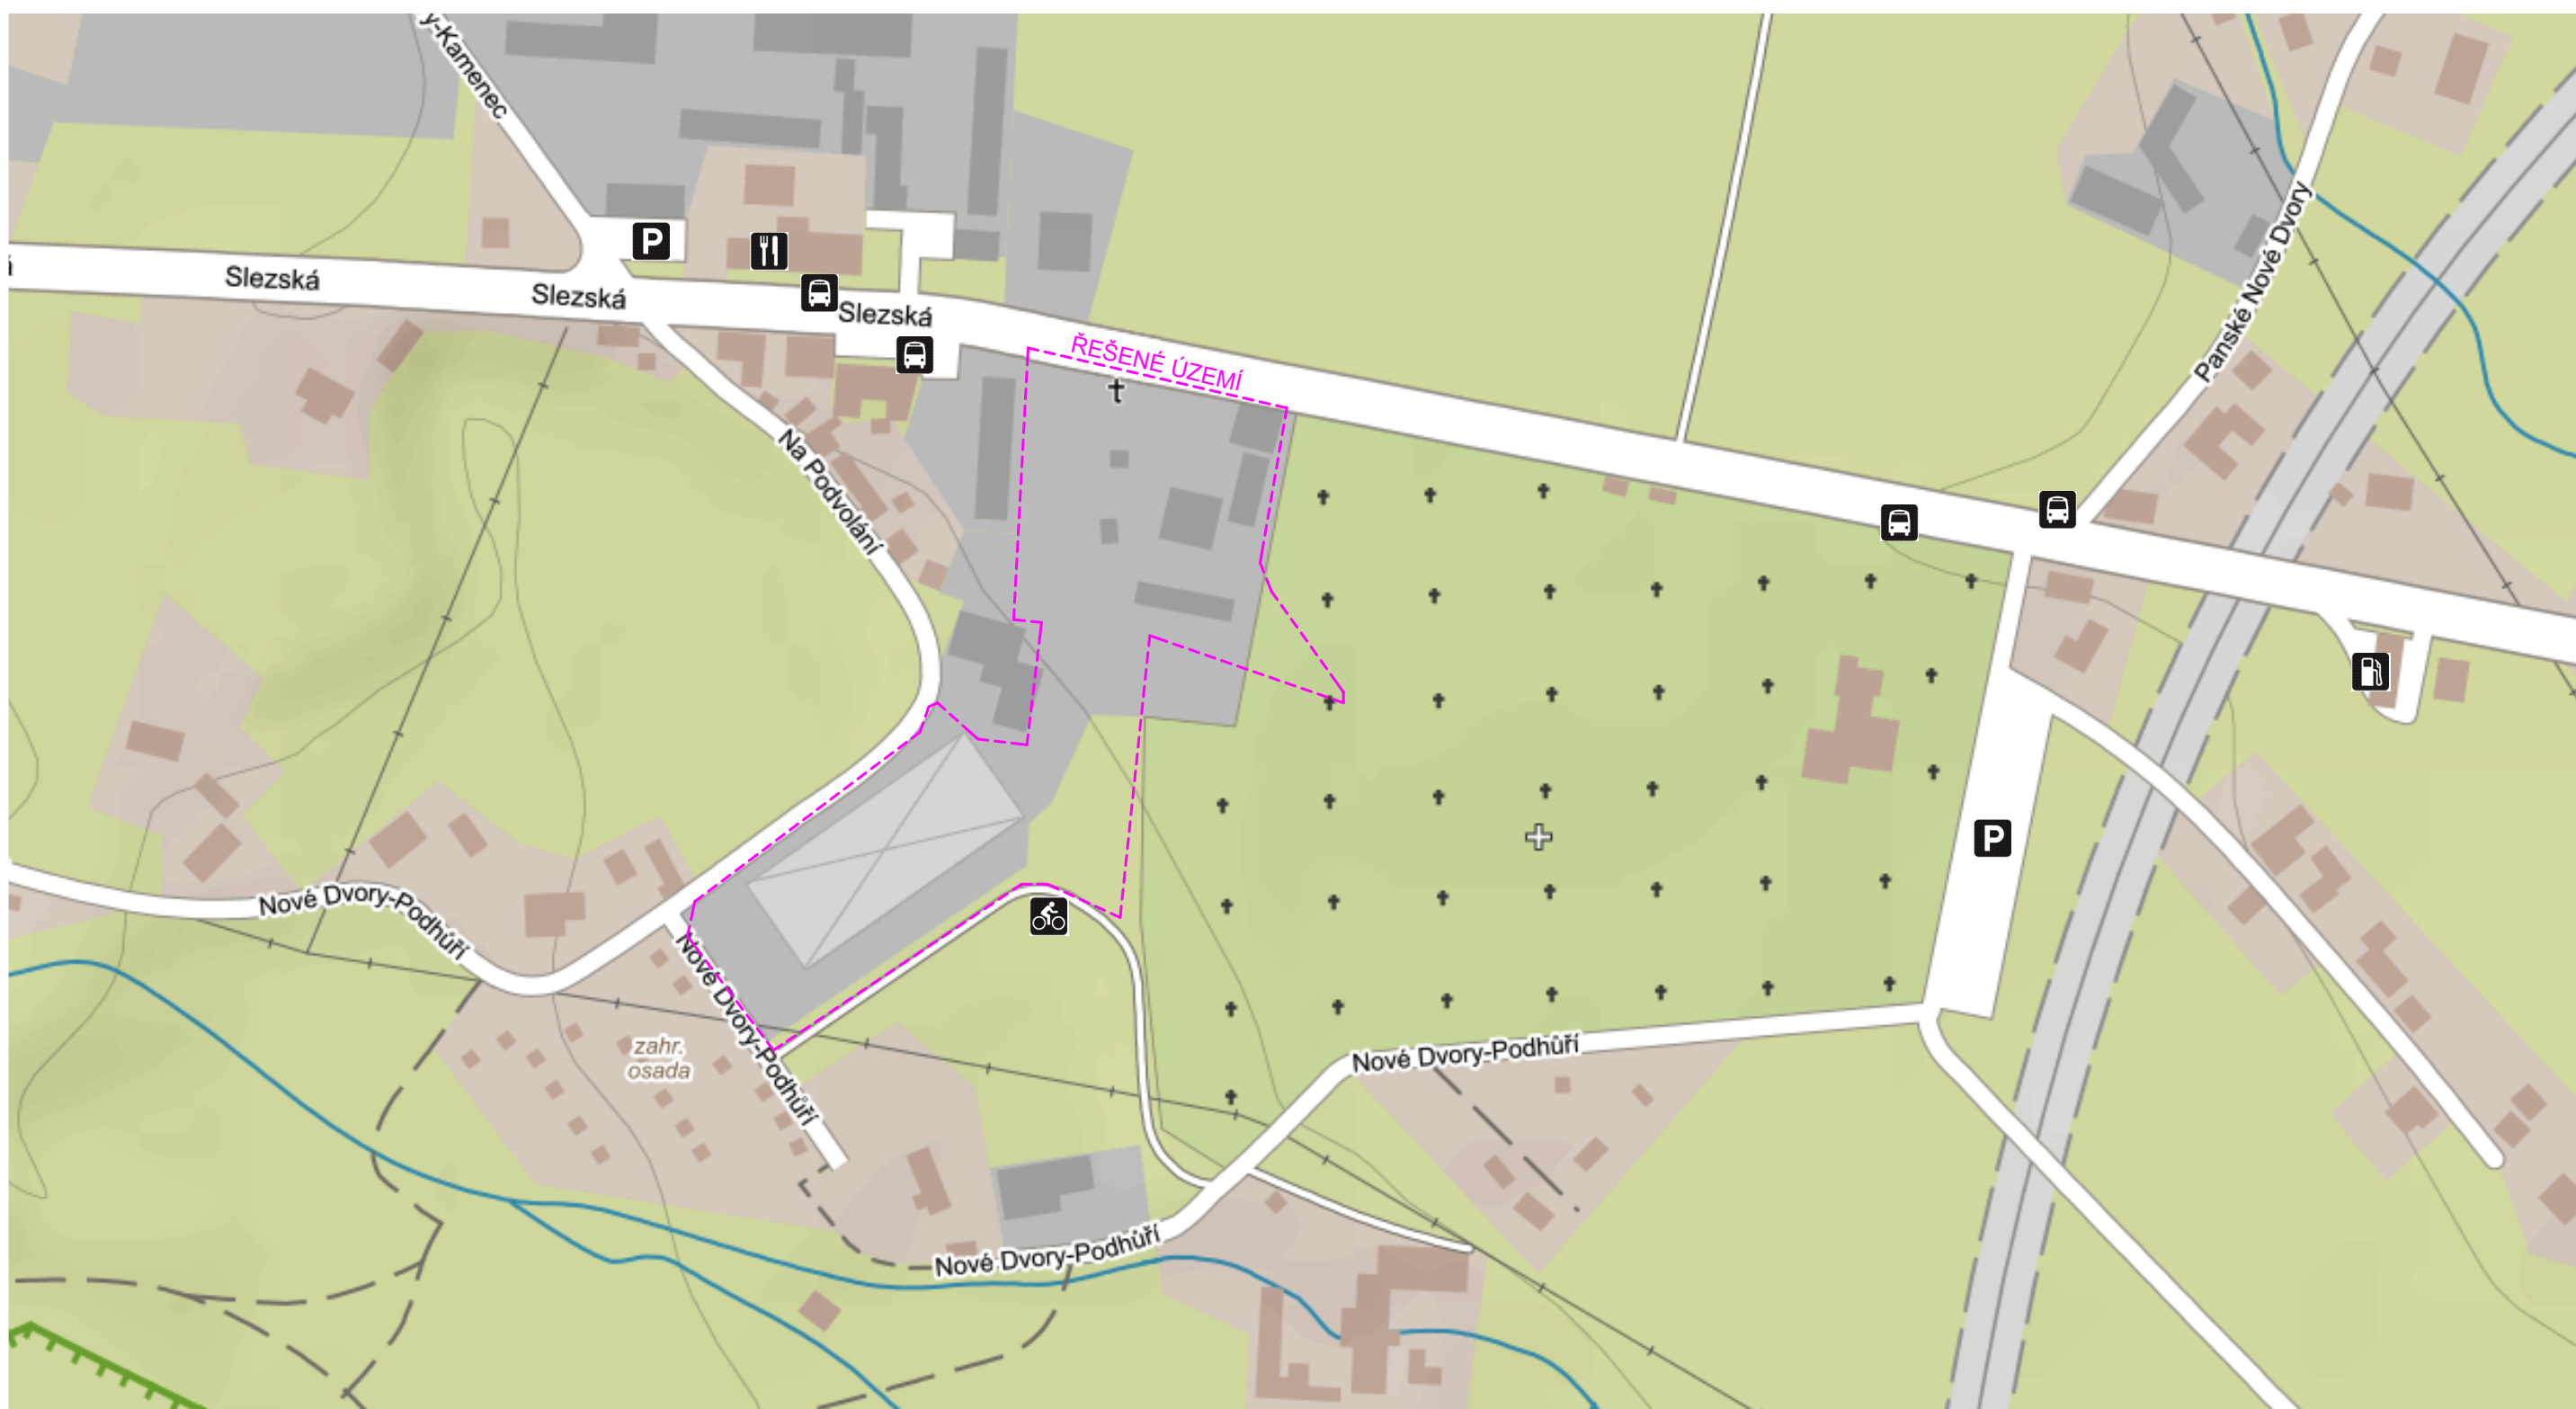 y-Kamenec
P
Slezská
Slezská
Slezská
ŘEŠENÉ ÚZEMÍ
Panské Nové Dvory
Na Podvolání
P
Nové Dvory-Podhůří
Nové Dvory-Podhůří
zahr.
osada
Nové Dvory-Podhůří
Nové Dvory-Podhůří